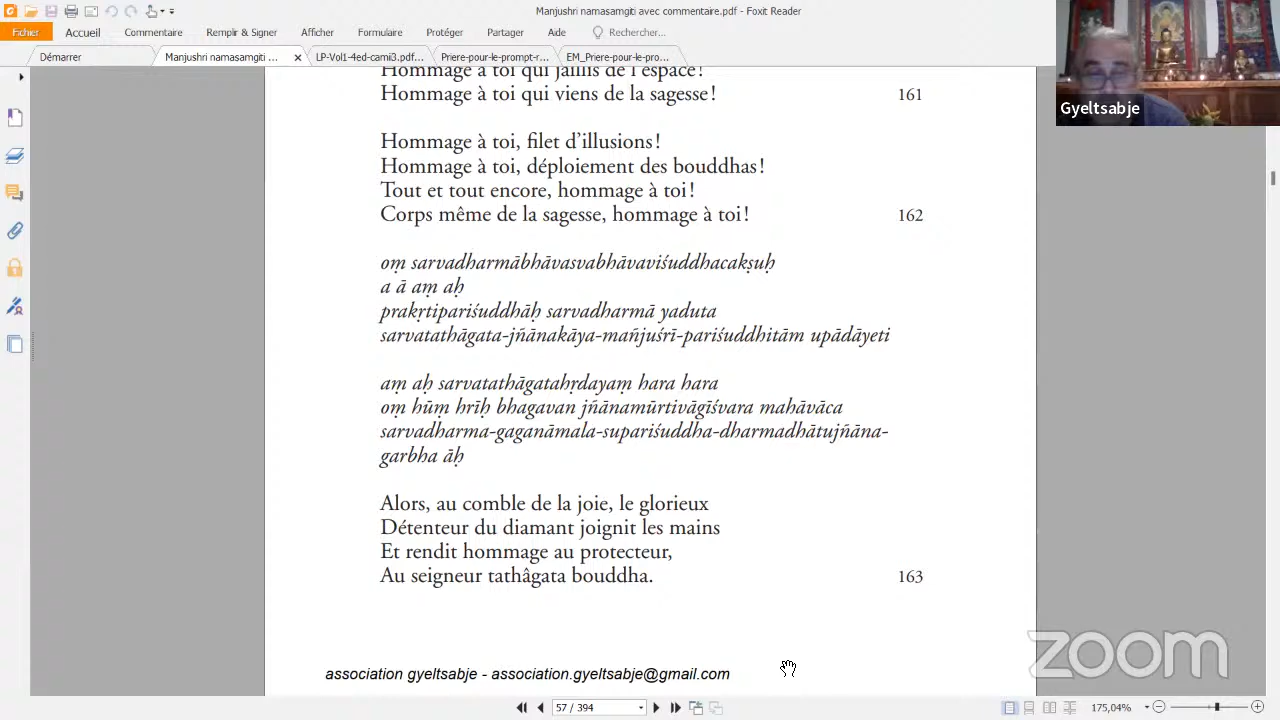 Manjushri namasamgiti avec commentaire.pdf - Foxit Reader
Fichier Accueil Commentaire Remplir & Signer Afficher Formulaire Protéger Partager Aide Rechercher...
Démarrer Manjushri namasamgiti ... LP-Vol1-4ed-cami3.pdf... Priere-pour-le-prompt-r... EM_Priere-pour-le-pro...
Gyeltsabje
Hommage à toi qui jaillis de l'espace!
Hommage à toi qui viens de la sagesse! 161
Hommage à toi, filet d'illusions!
Hommage à toi, déploiement des bouddhas!
Tout et tout encore, hommage à toi!
Corps même de la sagesse, hommage à toi! 162
oṃ sarvadharmābhāvasvabhāvaviśuddhacakṣuḥ
a ā aṃ aḥ
prakṛtipariśuddhāḥ sarvadharmā yaduta
sarvatathāgata-jñānakāya-mañjuśrī-pariśuddhitām upādāyeti
aṃ aḥ sarvatathāgatahṛdayaṃ hara hara
oṃ hūṃ hrīḥ bhagavan jñānamūrtivāgīśvara mahāvāca
sarvadharma-gaganāmala-supariśuddha-dharmadhātujñāna-
garbha āḥ
Alors, au comble de la joie, le glorieux
Détenteur du diamant joignit les mains
Et rendit hommage au protecteur,
Au seigneur tathâgata bouddha. 163
association gyeltsabje - association.gyeltsabje@gmail.com
zoom
57 / 394 175,04%